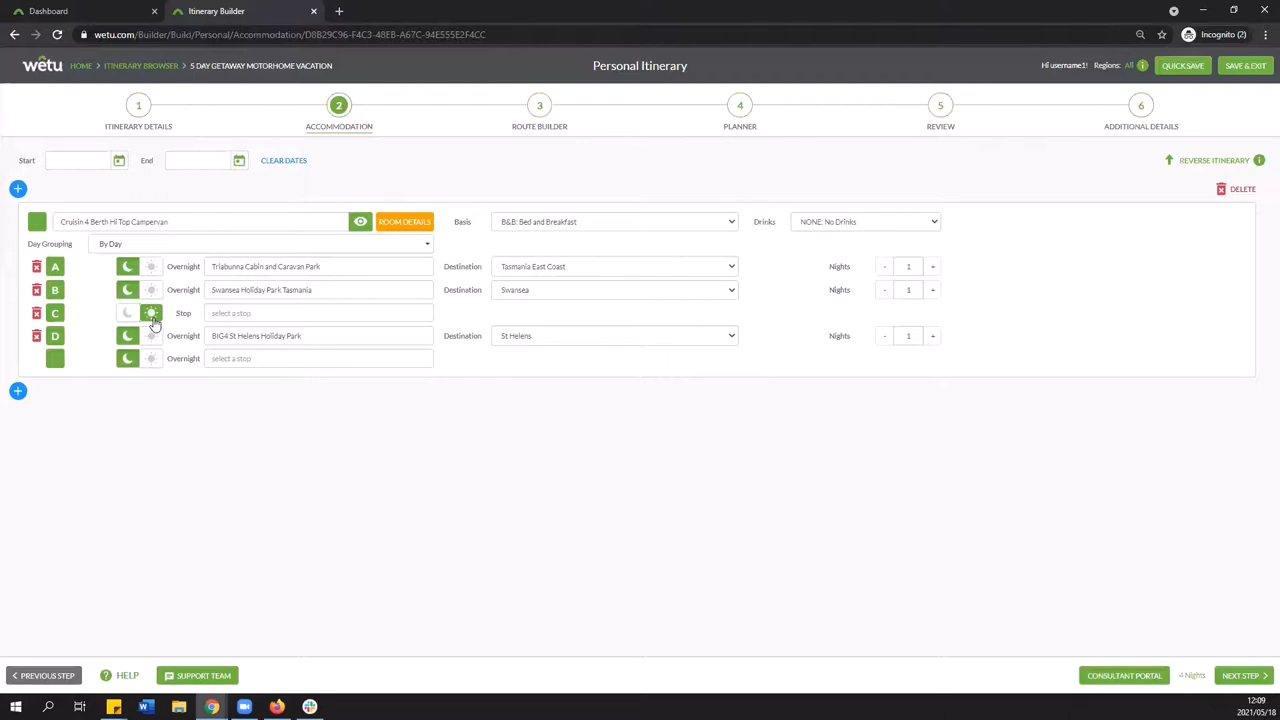 Dashboard
Itinerary Builder
wetu.com/Builder/Build/Personal/Accommodation/D8B29C96-F4C3-48EB-A67C-94E555E2F4CC
Incognito (2)
wetu HOME > ITINERARY BROWSER > 5 DAY GETAWAY MOTORHOME VACATION
Personal Itinerary
Hi username1! Regions: All
QUICK SAVE
SAVE & EXIT
1 2 3 4 5 6
ITINERARY DETAILS ACCOMMODATION ROUTE BUILDER PLANNER REVIEW ADDITIONAL DETAILS
Start End CLEAR DATES REVERSE ITINERARY
DELETE
Cruisin 4 Berth Hi Top Campervan ROOM DETAILS Basis B&B: Bed and Breakfast Drinks NONE: No Drinks
Day Grouping By Day
A Overnight Triabunna Cabin and Caravan Park Destination Tasmania East Coast Nights - 1 +
B Overnight Swansea Holiday Park Tasmania Destination Swansea Nights - 1 +
C Stop select a stop
D Overnight BIG4 St Helens Holiday Park Destination St Helens Nights - 1 +
Overnight select a stop
< PREVIOUS STEP HELP SUPPORT TEAM CONSULTANT PORTAL 4 Nights NEXT STEP >
12:09
2021/05/18